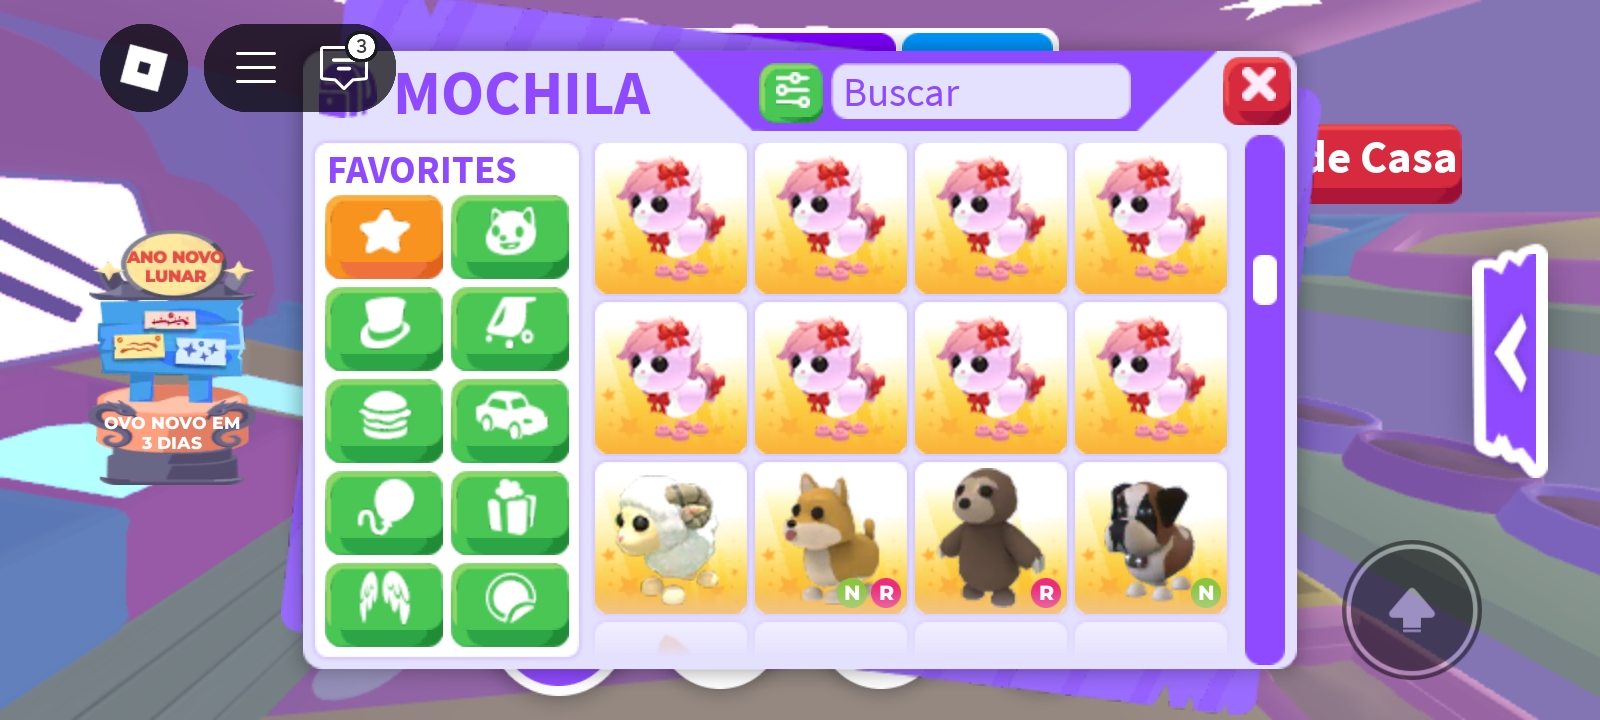 3
MOCHILA
Buscar
de Casa
FAVORITES
ANO NOVO
LUNAR
OVO NOVO EM
3 DIAS
N R
R
N